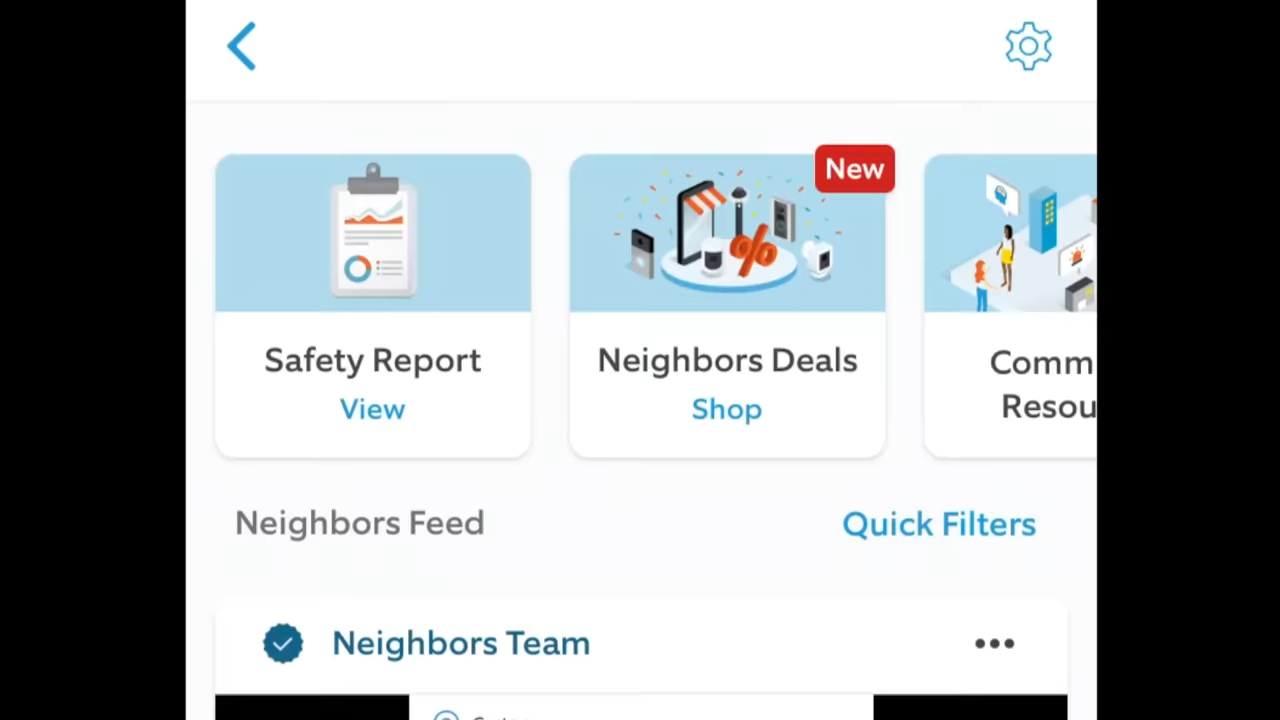 New
Safety Report
View
Neighbors Deals
Shop
Comm
Resou
Neighbors Feed
Quick Filters
Neighbors Team